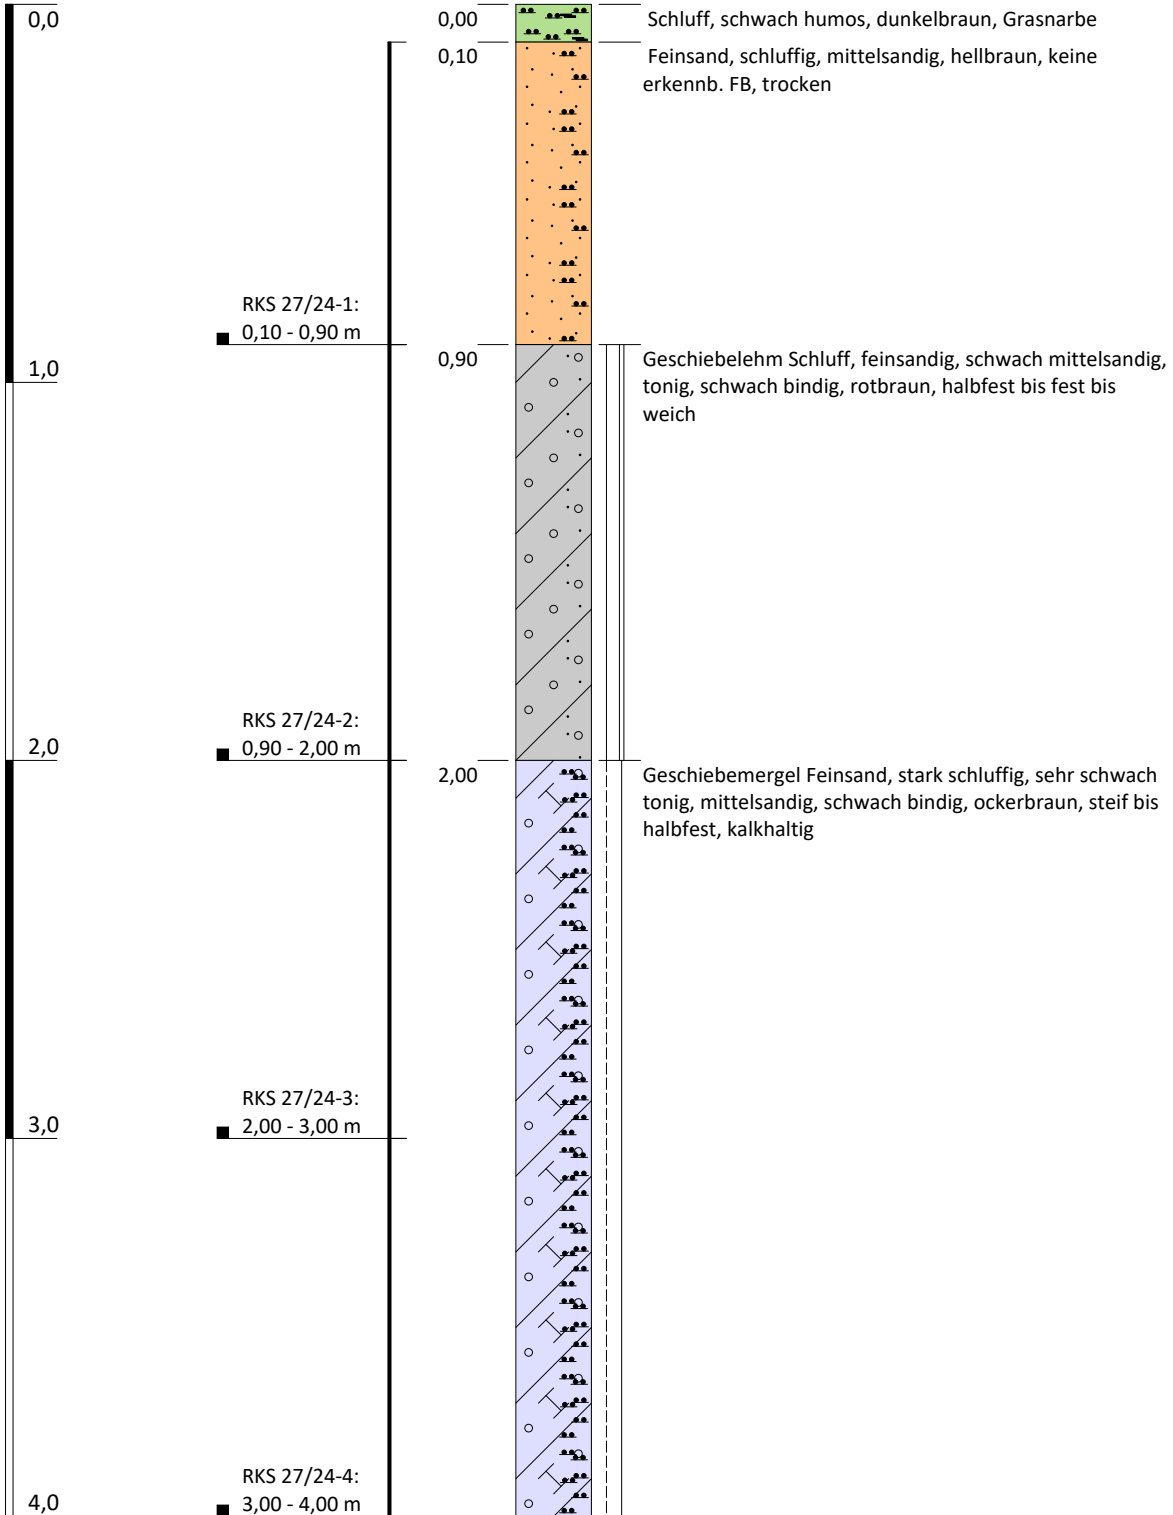 0,0
0,00
Schluff, schwach humos, dunkelbraun, Grasnarbe
0,10
Feinsand, schluffig, mittelsandig, hellbraun, keine
erkennb. FB, trocken
RKS 27/24-1:
0,10 - 0,90 m
0,90
Geschiebelehm Schluff, feinsandig, schwach mittelsandig,
tonig, schwach bindig, rotbraun, halbfest bis fest bis
weich
1,0
RKS 27/24-2:
0,90 - 2,00 m
2,0
2,00
Geschiebemergel Feinsand, stark schluffig, sehr schwach
tonig, mittelsandig, schwach bindig, ockerbraun, steif bis
halbfest, kalkhaltig
RKS 27/24-3:
2,00 - 3,00 m
3,0
RKS 27/24-4:
3,00 - 4,00 m
4,0